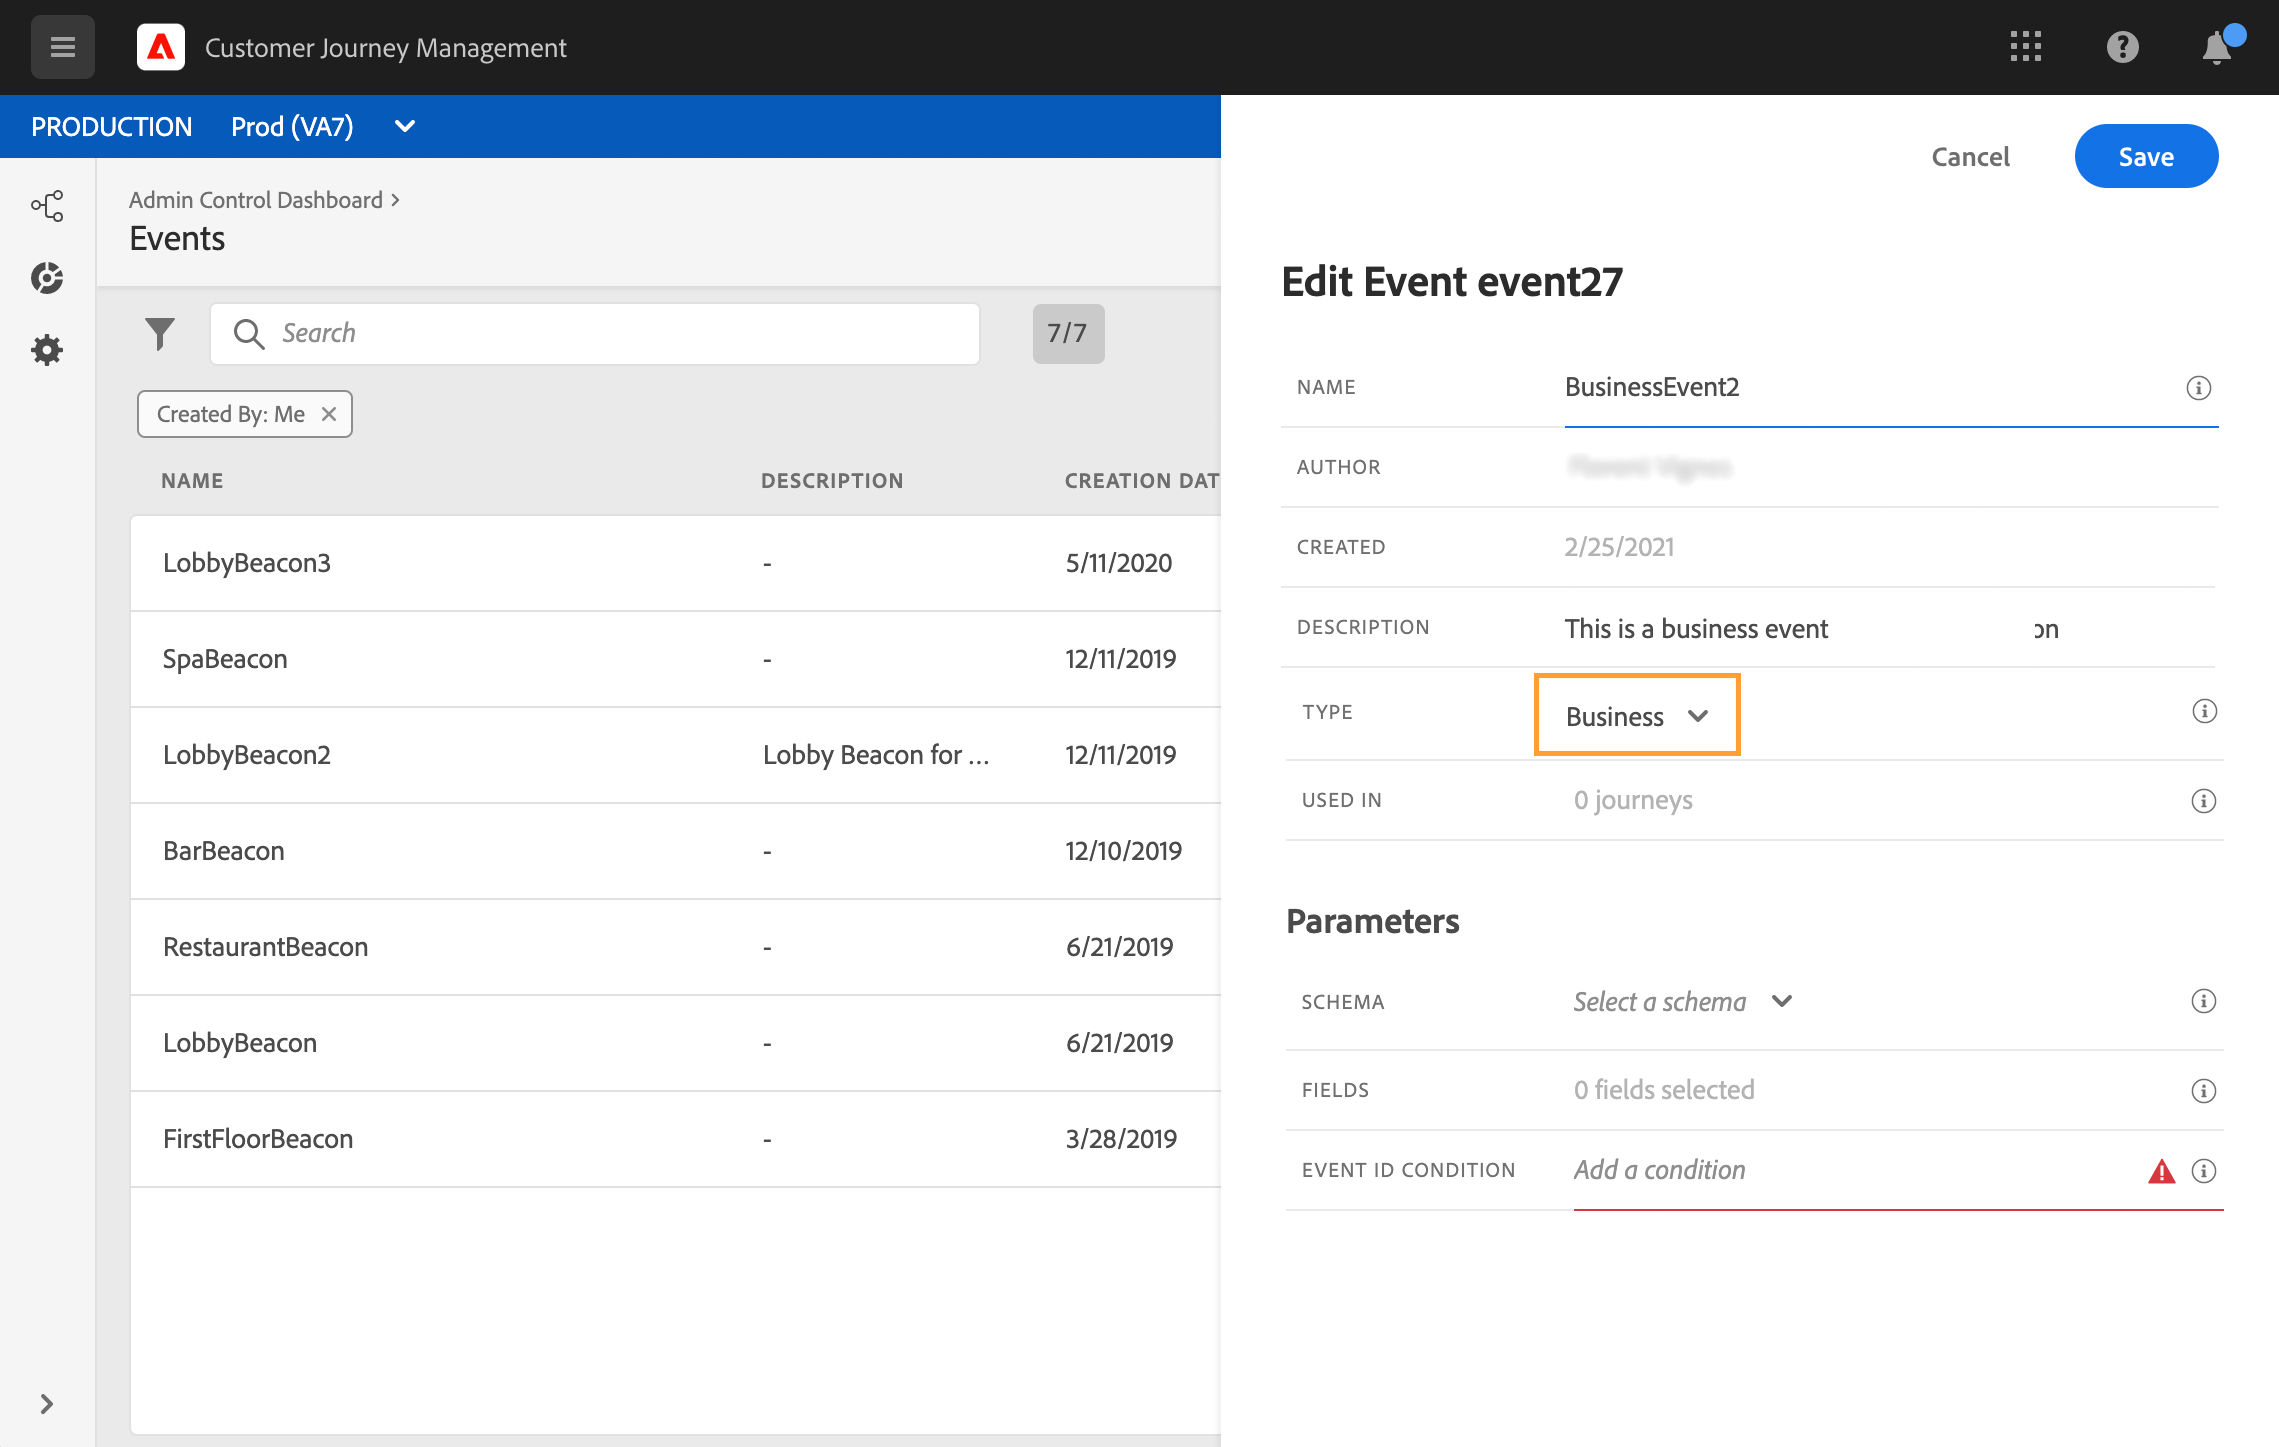 Customer Journey Management
PRODUCTION Prod (VA7)
Cancel Save
Admin Control Dashboard >
Events
Search
7/7
Created By: Me ×
NAME DESCRIPTION CREATION DAT
LobbyBeacon3 - 5/11/2020
SpaBeacon - 12/11/2019
LobbyBeacon2 Lobby Beacon for ... 12/11/2019
BarBeacon - 12/10/2019
RestaurantBeacon - 6/21/2019
LobbyBeacon - 6/21/2019
FirstFloorBeacon - 3/28/2019
Edit Event event27
NAME BusinessEvent2
AUTHOR
CREATED 2/25/2021
DESCRIPTION This is a business event on
TYPE Business
USED IN 0 journeys
Parameters
SCHEMA Select a schema
FIELDS 0 fields selected
EVENT ID CONDITION Add a condition